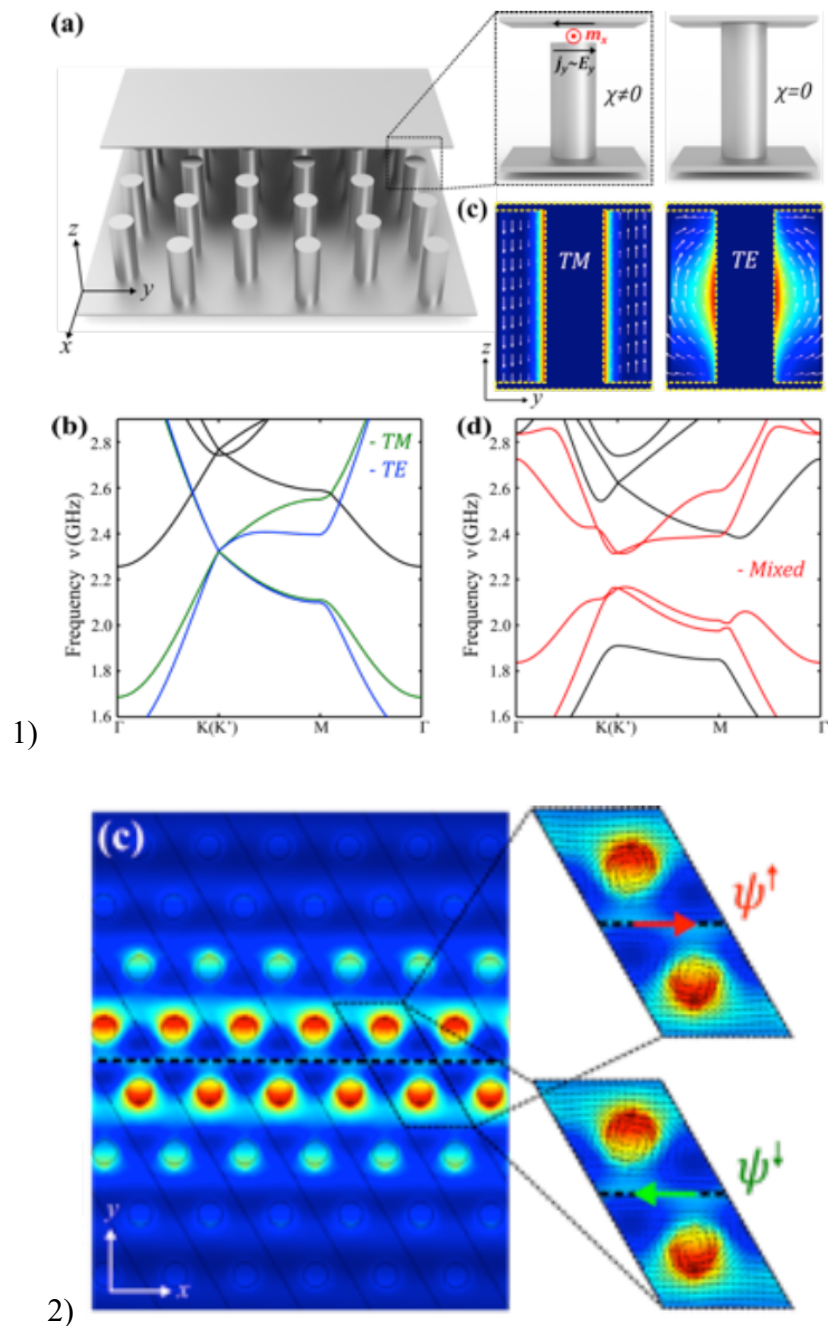 (a)
m_x
j_y~E_y
χ≠0
χ=0
z
y
x
(c)
TM
TE
z
y
(b)
- TM
- TE
Frequency ν (GHz)
2.8
2.6
2.4
2.2
2.0
1.8
1.6
Γ
K(K')
M
Γ
(d)
- Mixed
Frequency ν (GHz)
2.8
2.6
2.4
2.2
2.0
1.8
1.6
Γ
K(K')
M
Γ
1)
(c)
ψ↑
ψ↓
y
x
2)